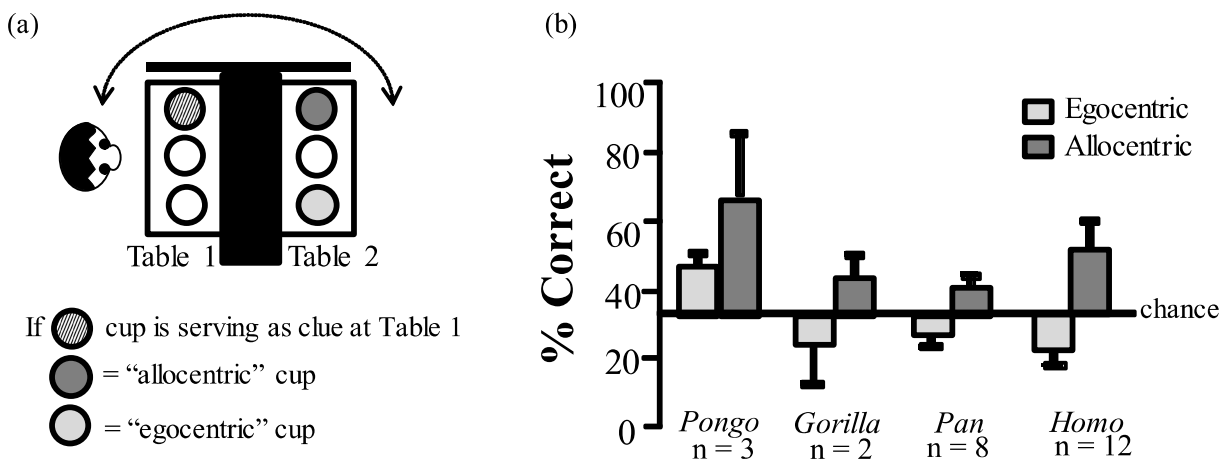 (a)
Table 1
Table 2
If cup is serving as clue at Table 1
= “allocentric” cup
= “egocentric” cup
(b)
% Correct
100
80
60
40
20
0
Egocentric
Allocentric
chance
Pongo
n = 3
Gorilla
n = 2
Pan
n = 8
Homo
n = 12